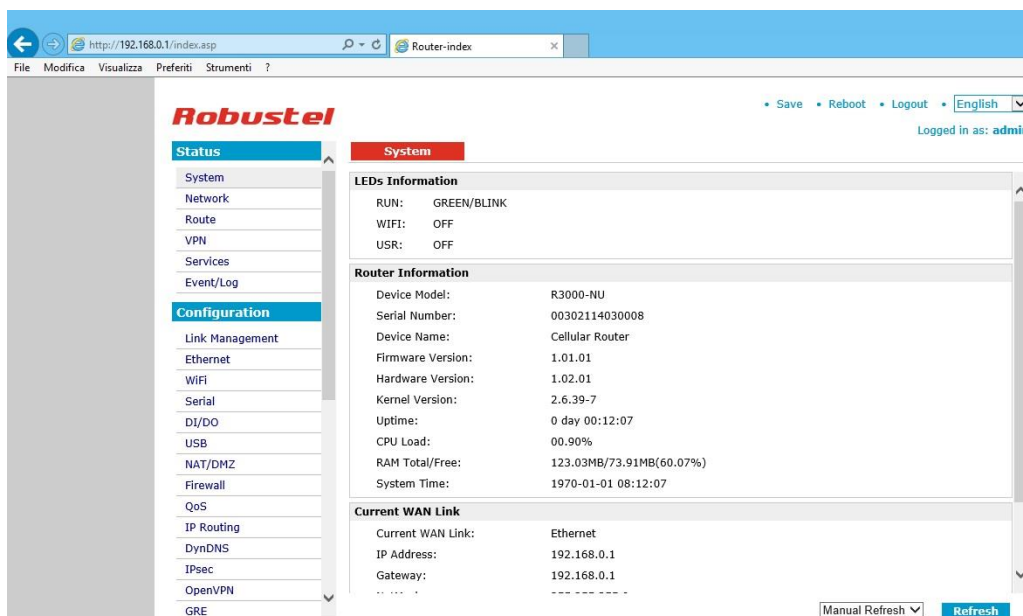 http://192.168.0.1/index.asp
Router-index
File Modifica Visualizza Preferiti Strumenti ?
Robustel
• Save • Reboot • Logout • English
Logged in as:
Status
System
Network
Route
VPN
Services
Event/Log
Configuration
Link Management
Ethernet
WiFi
Serial
DI/DO
USB
NAT/DMZ
Firewall
QoS
IP Routing
DynDNS
IPsec
OpenVPN
GRE
System
LEDs Information
RUN: GREEN/BLINK
WIFI: OFF
USR: OFF
Router Information
Device Model: R3000-NU
Serial Number: 00302114030008
Device Name: Cellular Router
Firmware Version: 1.01.01
Hardware Version: 1.02.01
Kernel Version: 2.6.39-7
Uptime: 0 day 00:12:07
CPU Load: 00.90%
RAM Total/Free: 123.03MB/73.91MB(60.07%)
System Time: 1970-01-01 08:12:07
Current WAN Link
Current WAN Link: Ethernet
IP Address: 192.168.0.1
Gateway: 192.168.0.1
Manual Refresh Refresh